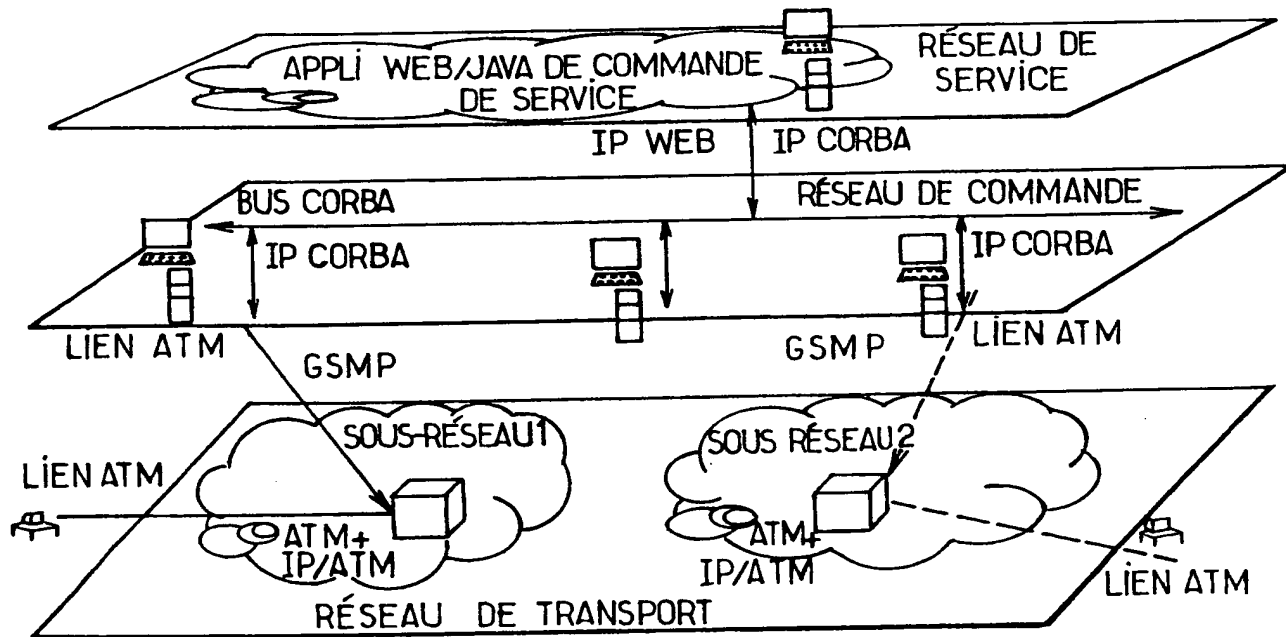 APPLI WEB/JAVA DE COMMANDE
DE SERVICE
RÉSEAU DE
SERVICE
IP WEB
IP CORBA
BUS CORBA
RÉSEAU DE COMMANDE
IP CORBA
IP CORBA
LIEN ATM
GSMP
GSMP
LIEN ATM
SOUS-RÉSEAU1
SOUS RÉSEAU2
LIEN ATM
ATM+
IP/ATM
ATM+
IP/ATM
LIEN ATM
RÉSEAU DE TRANSPORT